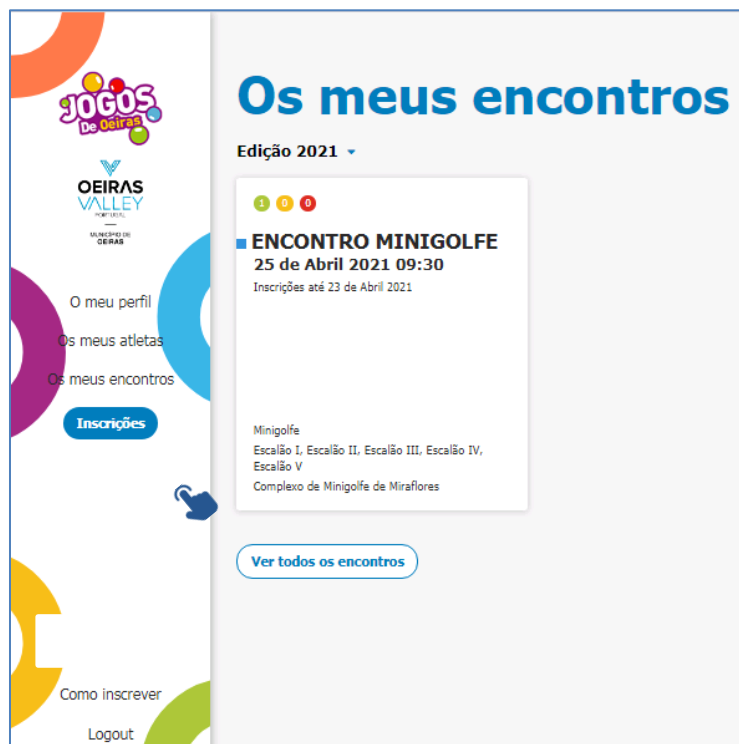 JOGOS
De Oeiras
OEIRAS
VALLEY
PORTUGAL
MUNICÍPIO DE
OEIRAS
O meu perfil
Os meus atletas
Os meus encontros
Inscrições
Como inscrever
Logout
Os meus encontros
Edição 2021
1 0 0
ENCONTRO MINIGOLFE
25 de Abril 2021 09:30
Inscrições até 23 de Abril 2021
Minigolfe
Escalão I, Escalão II, Escalão III, Escalão IV,
Escalão V
Complexo de Minigolfe de Miraflores
Ver todos os encontros